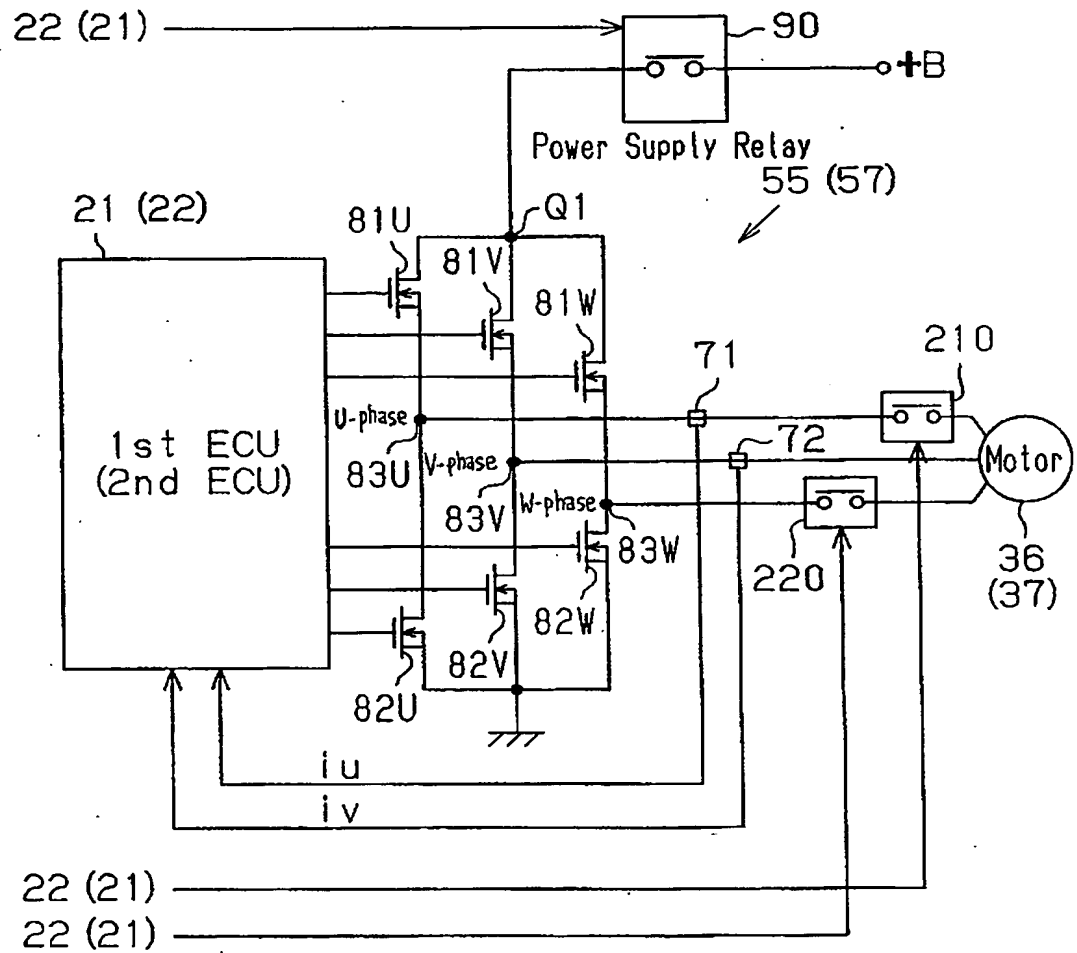 22 (21)
90
+B
Power Supply Relay
55 (57)
21 (22)
81U
Q1
81V
81W
71
210
U-phase
72
1st ECU
(2nd ECU)
83U
V-phase
Motor
83V
W-phase
83W
220
36
(37)
82W
82V
82U
iu
iv
22 (21)
22 (21)